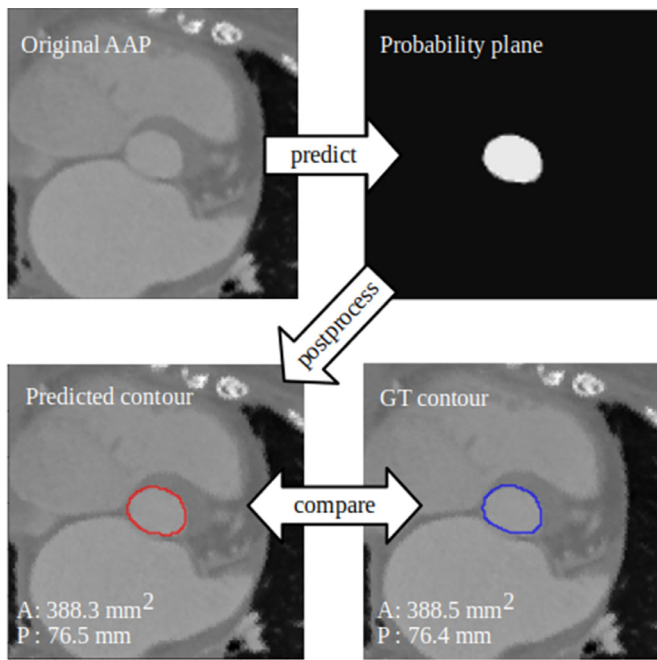 Original AAP
Probability plane
predict
postprocess
Predicted contour
GT contour
compare
A: 388.3 mm²
P : 76.5 mm
A: 388.5 mm²
P : 76.4 mm